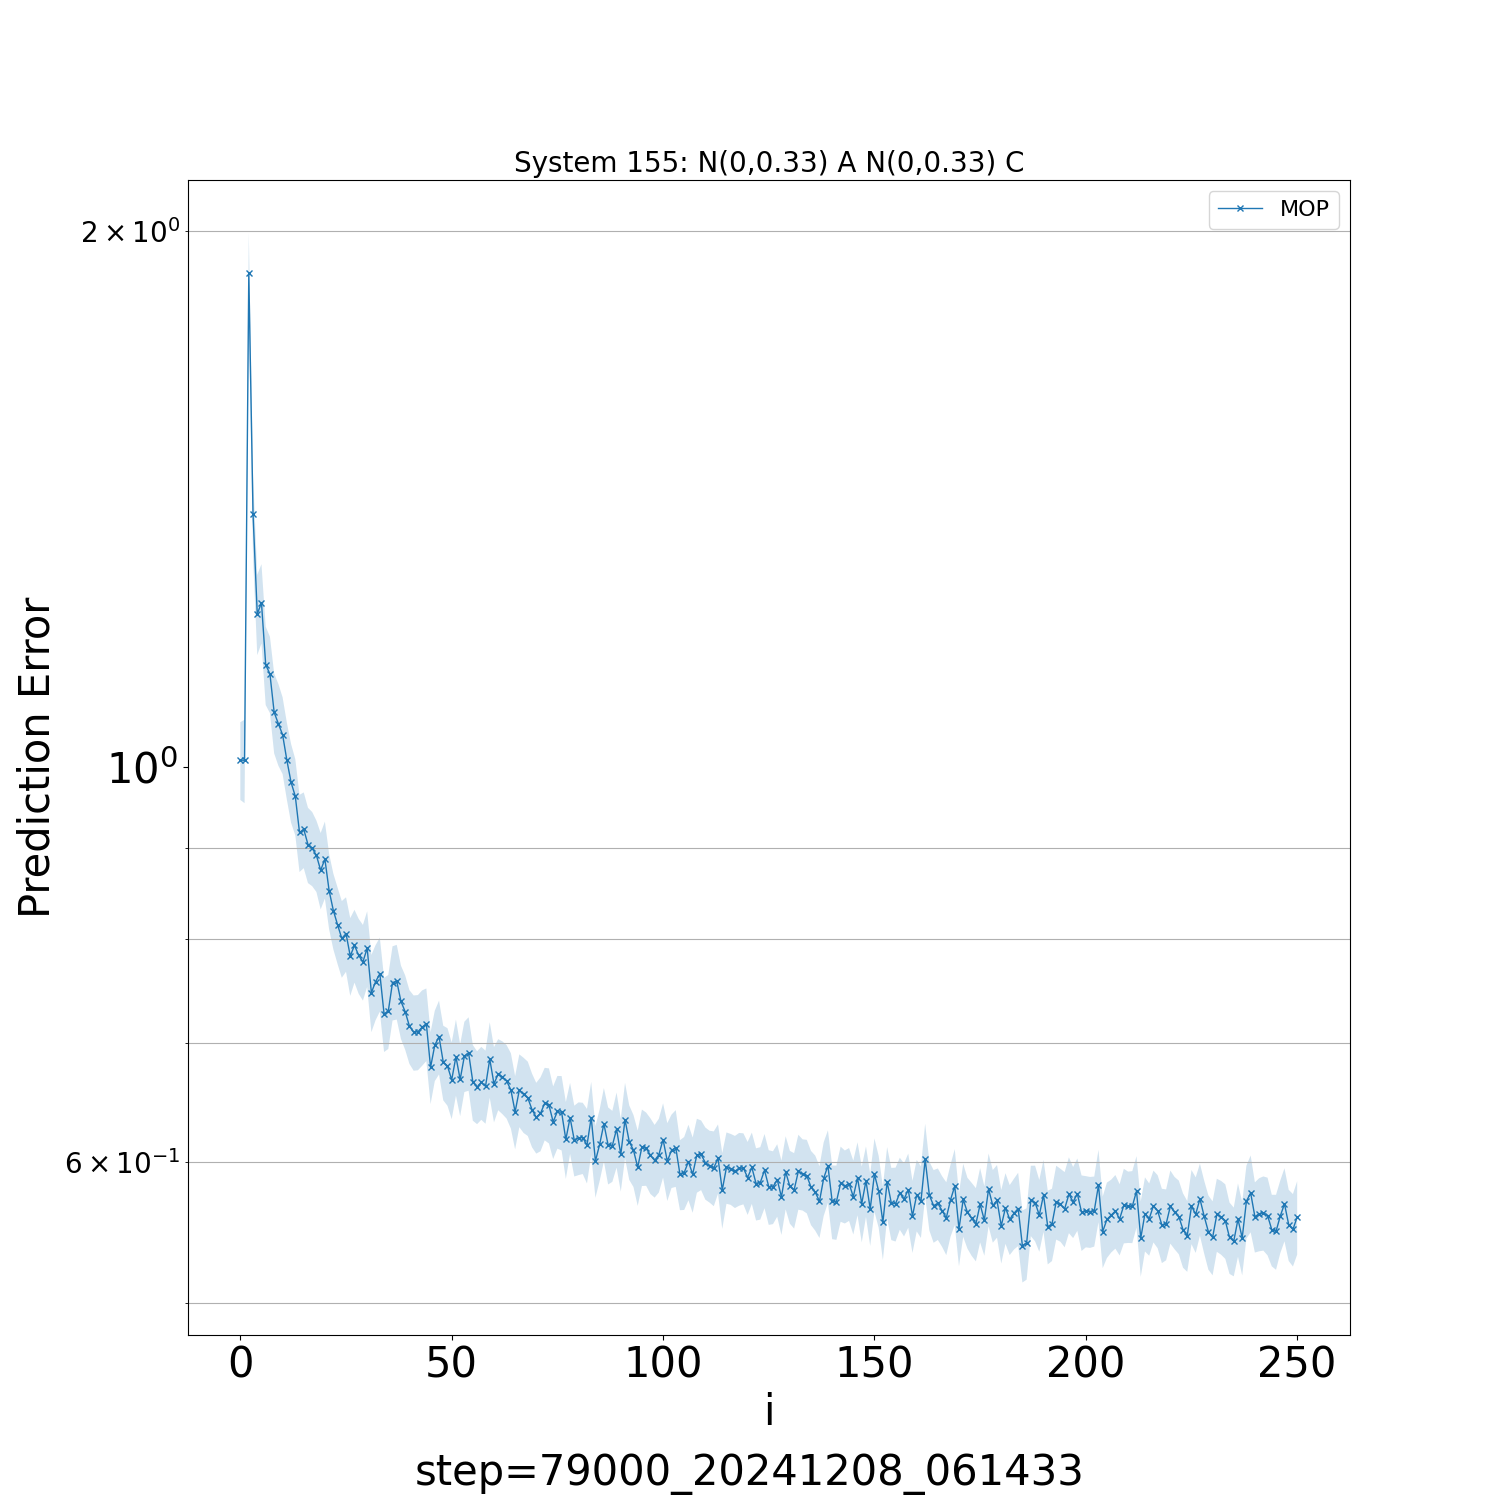 System 155: N(0,0.33) A N(0,0.33) C
MOP
2 × 10⁰
10⁰
6 × 10⁻¹
Prediction Error
0 50 100 150 200 250
i
step=79000_20241208_061433